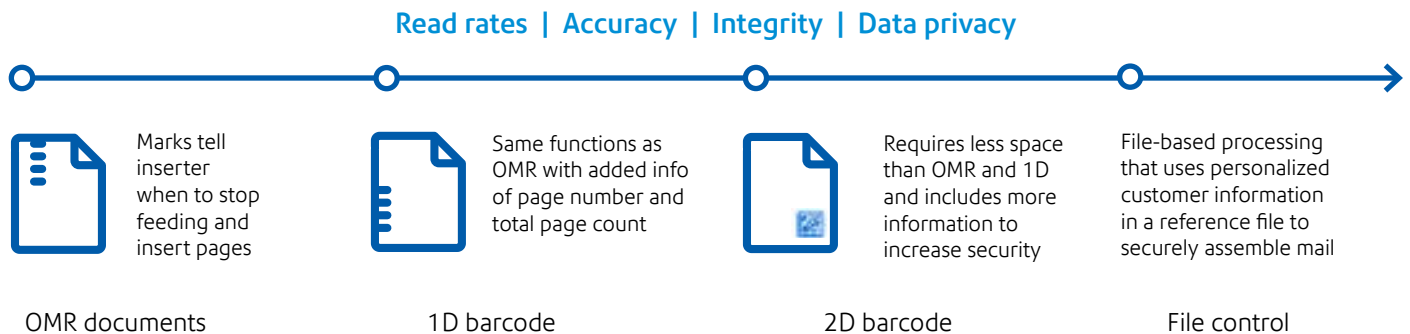 Read rates | Accuracy | Integrity | Data privacy
Marks tell
inserter
when to stop
feeding and
insert pages
Same functions as
OMR with added info
of page number and
total page count
Requires less space
than OMR and 1D
and includes more
information to
increase security
File-based processing
that uses personalized
customer information
in a reference file to
securely assemble mail
OMR documents
1D barcode
2D barcode
File control